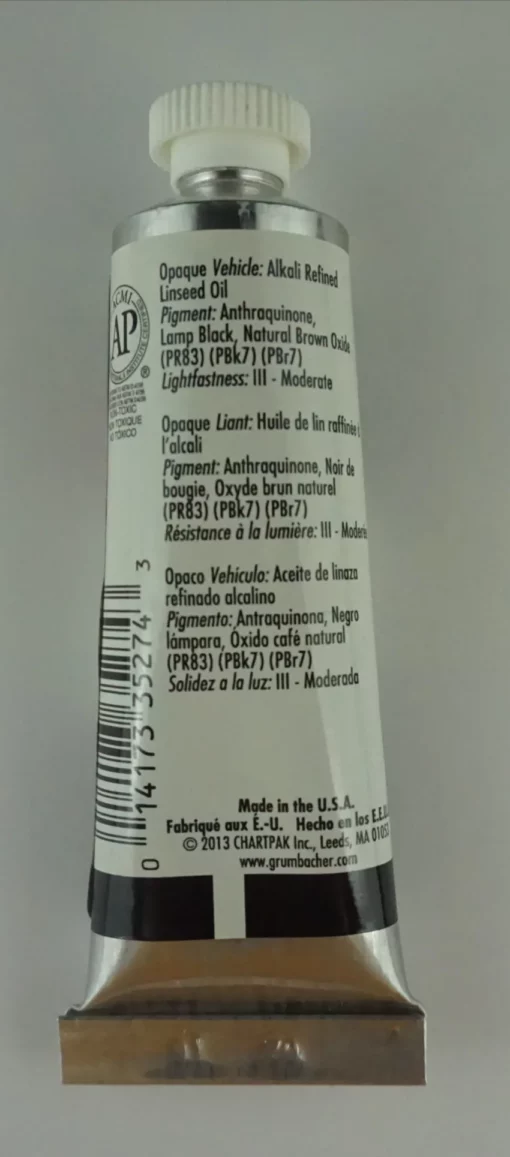 Opaque Vehicle: Alkali Refined
Linseed Oil
Pigment: Anthraquinone,
Lamp Black, Natural Brown Oxide
(PR83) (PBk7) (PBr7)
Lightfastness: III - Moderate
Opaque Liant: Huile de lin raffinée
l'alcali
Pigment: Anthraquinone, Noir de
bougie, Oxyde brun naturel
(PR83) (PBk7) (PBr7)
Résistance à la lumière: III -
Opaco Vehículo: Aceite de linaza
refinado alcalino
Pigmento: Antraquinona, Negro
lámpara, Óxido café natural
(PR83) (PBk7) (PBr7)
Solidez a la luz: III - Moderada
Made in the U.S.A.
Fabriqué aux É.-U. Hecho en los E.E.U.
© 2013 CHARTPAK Inc., Leeds, MA 01053
www.grumbacher.com
ACMI
AP
®
0 14173 35274 3